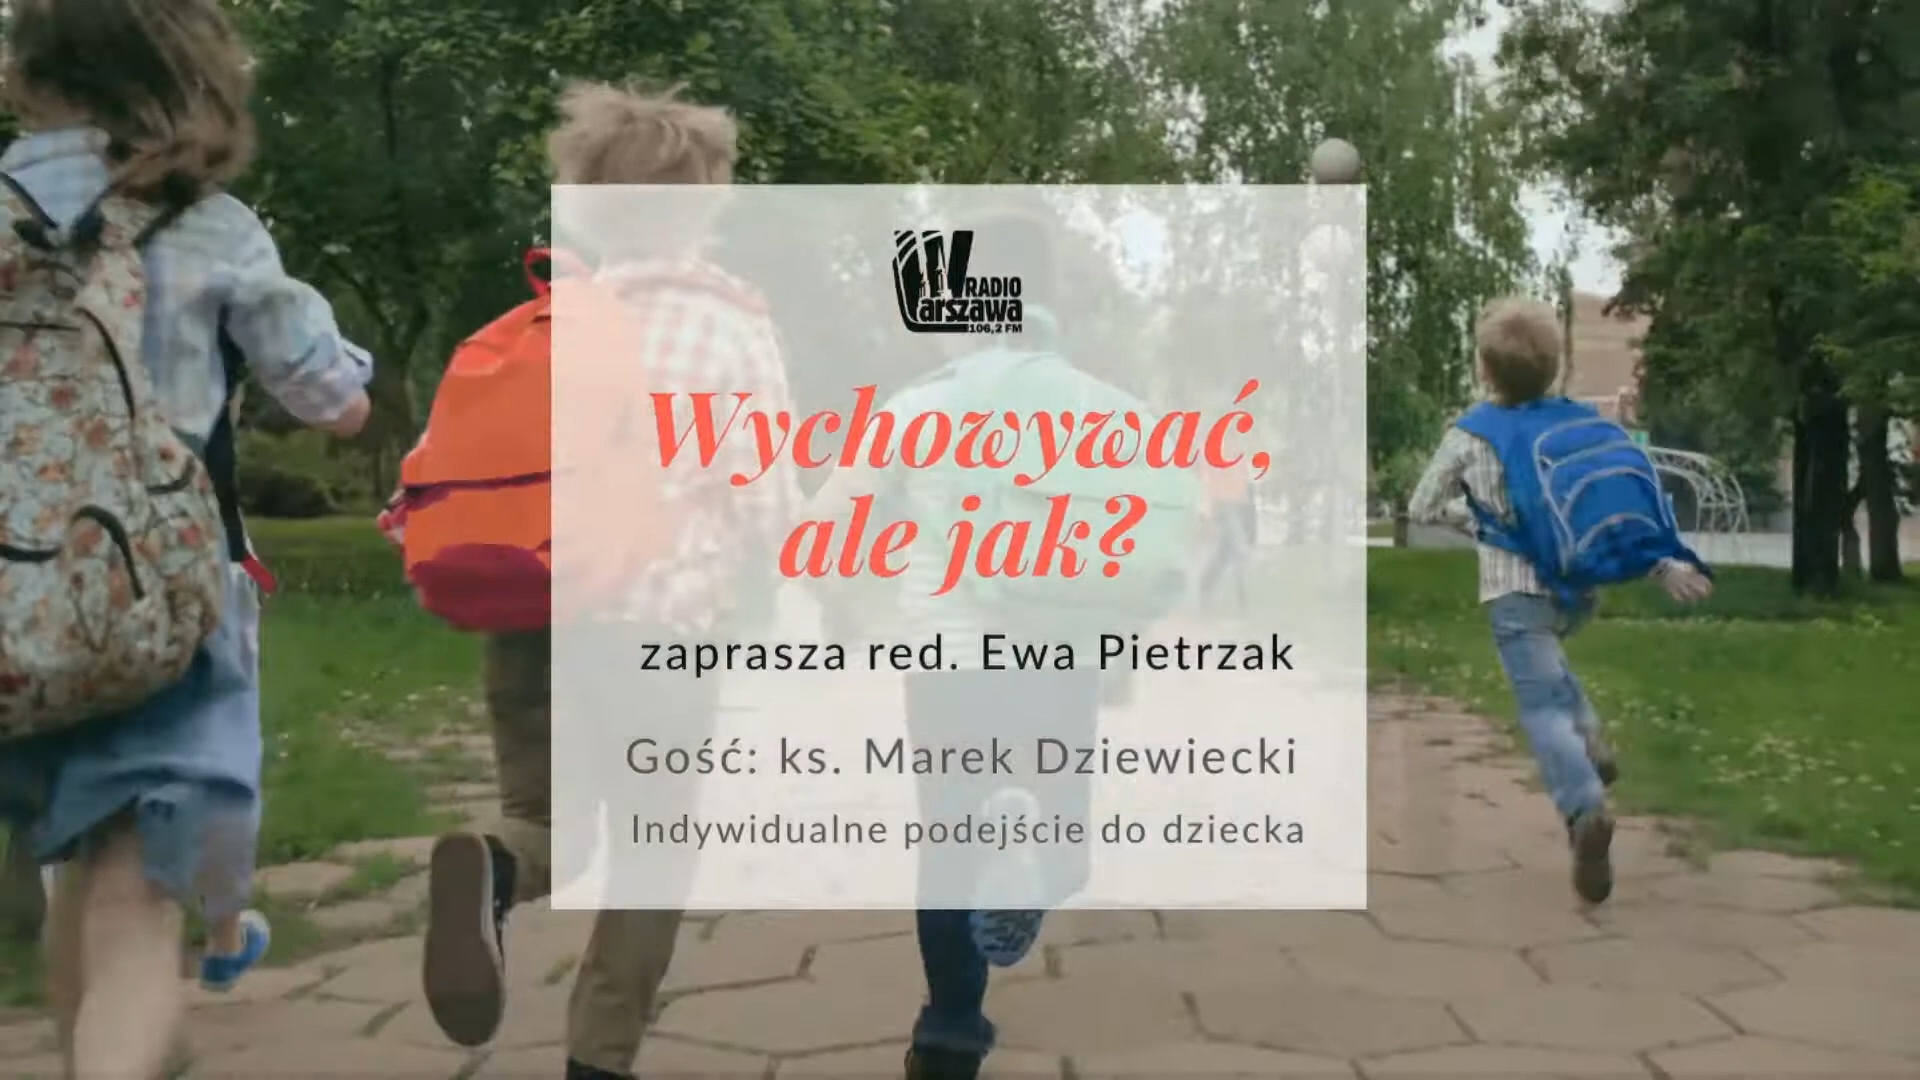 RADIO
Warszawa
106,2 FM
Wychowywać,
ale jak?
zaprasza red. Ewa Pietrzak
Gość: ks. Marek Dziewiecki
Indywidualne podejście do dziecka